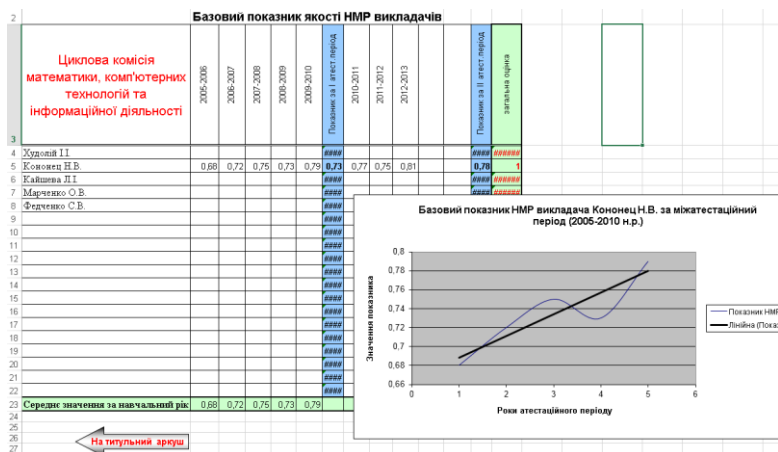 2 Базовий показник якості НМР викладачів
3 Циклова комісія математики, комп'ютерних технологій та інформаційної діяльності 2005-2006 2006-2007 2007-2008 2008-2009 2009-2010 Показник за І атест.період 2010-2011 2011-2012 2012-2013 Показник за ІІ атест.період загальна оцінка
4 Худолій І.І. #### #### ######
5 Кононец Н.В. 0,68 0,72 0,75 0,73 0,79 0,73 0,77 0,75 0,81 0,78 1
6 Кайшева Л.І. #### #### ######
7 Марченко О.В. #### #### ######
8 Федченко С.В. ####
9 ####
10 ####
11 ####
12 ####
13 ####
14 ####
15 ####
16 ####
17 ####
18 ####
19 ####
20 ####
21 ####
22 ####
23 Середнє значення за навчальний рік 0,68 0,72 0,75 0,73 0,79
24
25
26 На титульний аркуш
27
Базовий показник НМР викладача Кононец Н.В. за міжатестаційний
період (2005-2010 н.р.)
Значення показника
0,8
0,78
0,76
0,74
0,72
0,7
0,68
0,66
0 1 2 3 4 5 6
Роки атестаційного періоду
Показник НМР
Лінійна (Пока